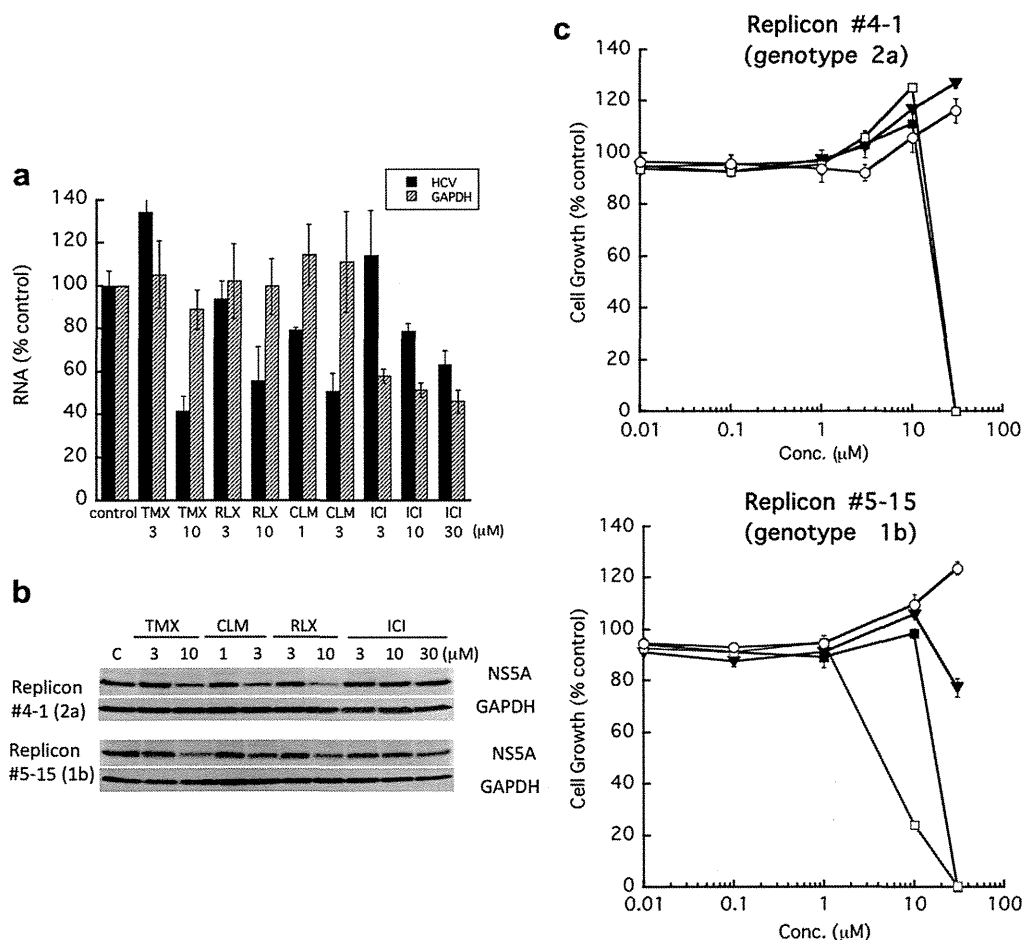 a
HCV
GAPDH
RNA (% control)
140
120
100
80
60
40
20
0
control TMX TMX RLX RLX CLM CLM ICI ICI ICI
3 10 3 10 1 3 3 10 30 (μM)
b
TMX CLM RLX ICI
C 3 10 1 3 3 10 3 10 30 (μM)
Replicon
#4-1 (2a)
NS5A
GAPDH
Replicon
#5-15 (1b)
NS5A
GAPDH
c
Replicon #4-1
(genotype 2a)
Cell Growth (% control)
140
120
100
80
60
40
20
0
0.01 0.1 1 10 100
Conc. (μM)
Replicon #5-15
(genotype 1b)
Cell Growth (% control)
140
120
100
80
60
40
20
0
0.01 0.1 1 10 100
Conc. (μM)